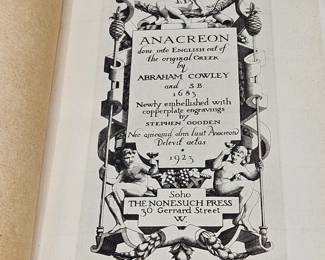 ANACREON
done into ENGLISH out of
the original GREEK
by
ABRAHAM COWLEY
and S.B.
1683
Newly embellished with
copperplate engravings
by
STEPHEN GOODEN
Nec quicquid olim lusit Anacreon
Delevit aetas
1923
Soho
THE NONESUCH PRESS
30 Gerrard Street
W.